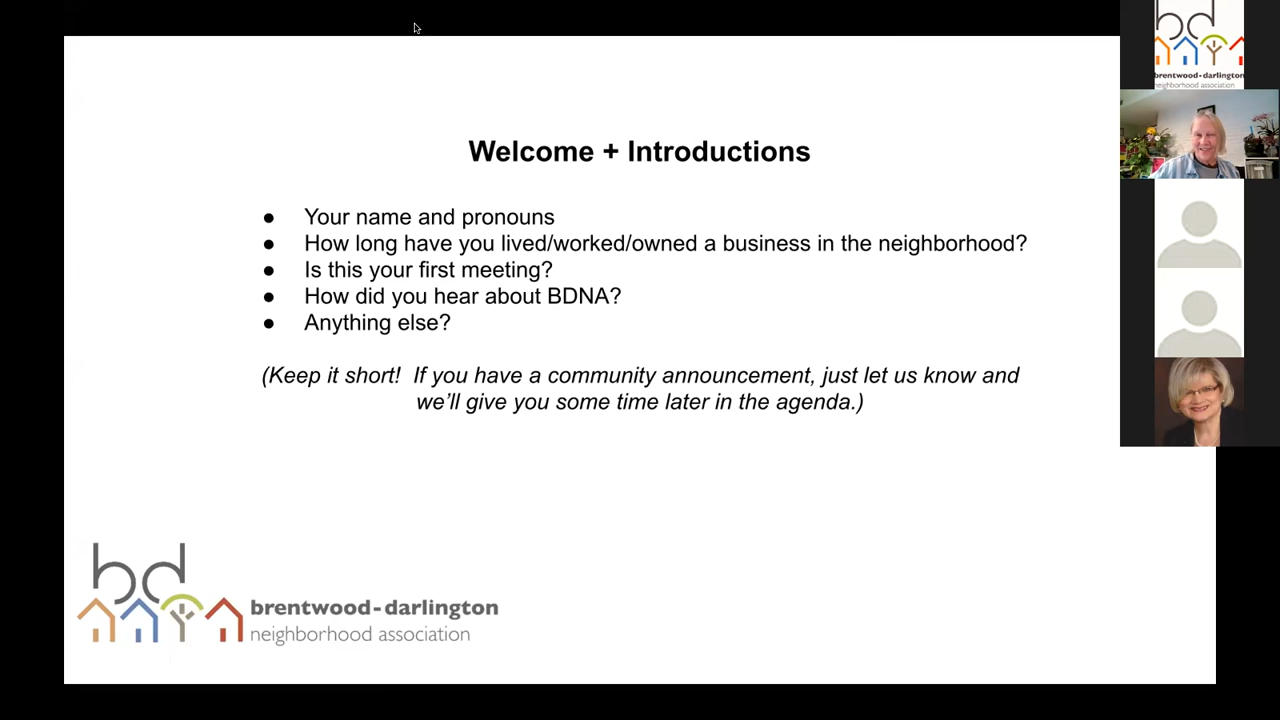 Welcome + Introductions
● Your name and pronouns
● How long have you lived/worked/owned a business in the neighborhood?
● Is this your first meeting?
● How did you hear about BDNA?
● Anything else?
(Keep it short! If you have a community announcement, just let us know and
we'll give you some time later in the agenda.)
bd
brentwood-darlington
neighborhood association
bd
brentwood-darlington
neighborhood association